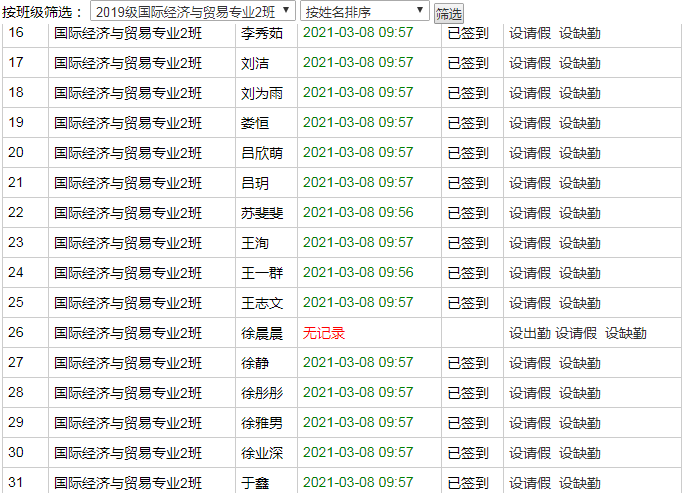 按班级筛选： 2019级国际经济与贸易专业2班 按姓名排序 筛选
16 国际经济与贸易专业2班 李秀茹 2021-03-08 09:57 已签到 设请假 设缺勤
17 国际经济与贸易专业2班 刘洁 2021-03-08 09:57 已签到 设请假 设缺勤
18 国际经济与贸易专业2班 刘为雨 2021-03-08 09:57 已签到 设请假 设缺勤
19 国际经济与贸易专业2班 娄恒 2021-03-08 09:57 已签到 设请假 设缺勤
20 国际经济与贸易专业2班 吕欣萌 2021-03-08 09:57 已签到 设请假 设缺勤
21 国际经济与贸易专业2班 吕玥 2021-03-08 09:57 已签到 设请假 设缺勤
22 国际经济与贸易专业2班 苏斐斐 2021-03-08 09:56 已签到 设请假 设缺勤
23 国际经济与贸易专业2班 王洵 2021-03-08 09:57 已签到 设请假 设缺勤
24 国际经济与贸易专业2班 王一群 2021-03-08 09:56 已签到 设请假 设缺勤
25 国际经济与贸易专业2班 王志文 2021-03-08 09:57 已签到 设请假 设缺勤
26 国际经济与贸易专业2班 徐晨晨 无记录 设出勤 设请假 设缺勤
27 国际经济与贸易专业2班 徐静 2021-03-08 09:57 已签到 设请假 设缺勤
28 国际经济与贸易专业2班 徐彤彤 2021-03-08 09:57 已签到 设请假 设缺勤
29 国际经济与贸易专业2班 徐雅男 2021-03-08 09:57 已签到 设请假 设缺勤
30 国际经济与贸易专业2班 徐业深 2021-03-08 09:57 已签到 设请假 设缺勤
31 国际经济与贸易专业2班 于鑫 2021-03-08 09:57 已签到 设请假 设缺勤